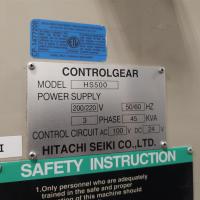 CONTROLGEAR
MODEL HS500
POWER SUPPLY
200/220 V 50/60 HZ
3 PHASE 45 KVA
CONTROL CIRCUIT AC 100 V DC 24 V
HITACHI SEIKI CO.,LTD.
I
SAFETY INSTRUCTION
1. Only personnel who are adequately
trained in the safe and proper
operation of this machine should